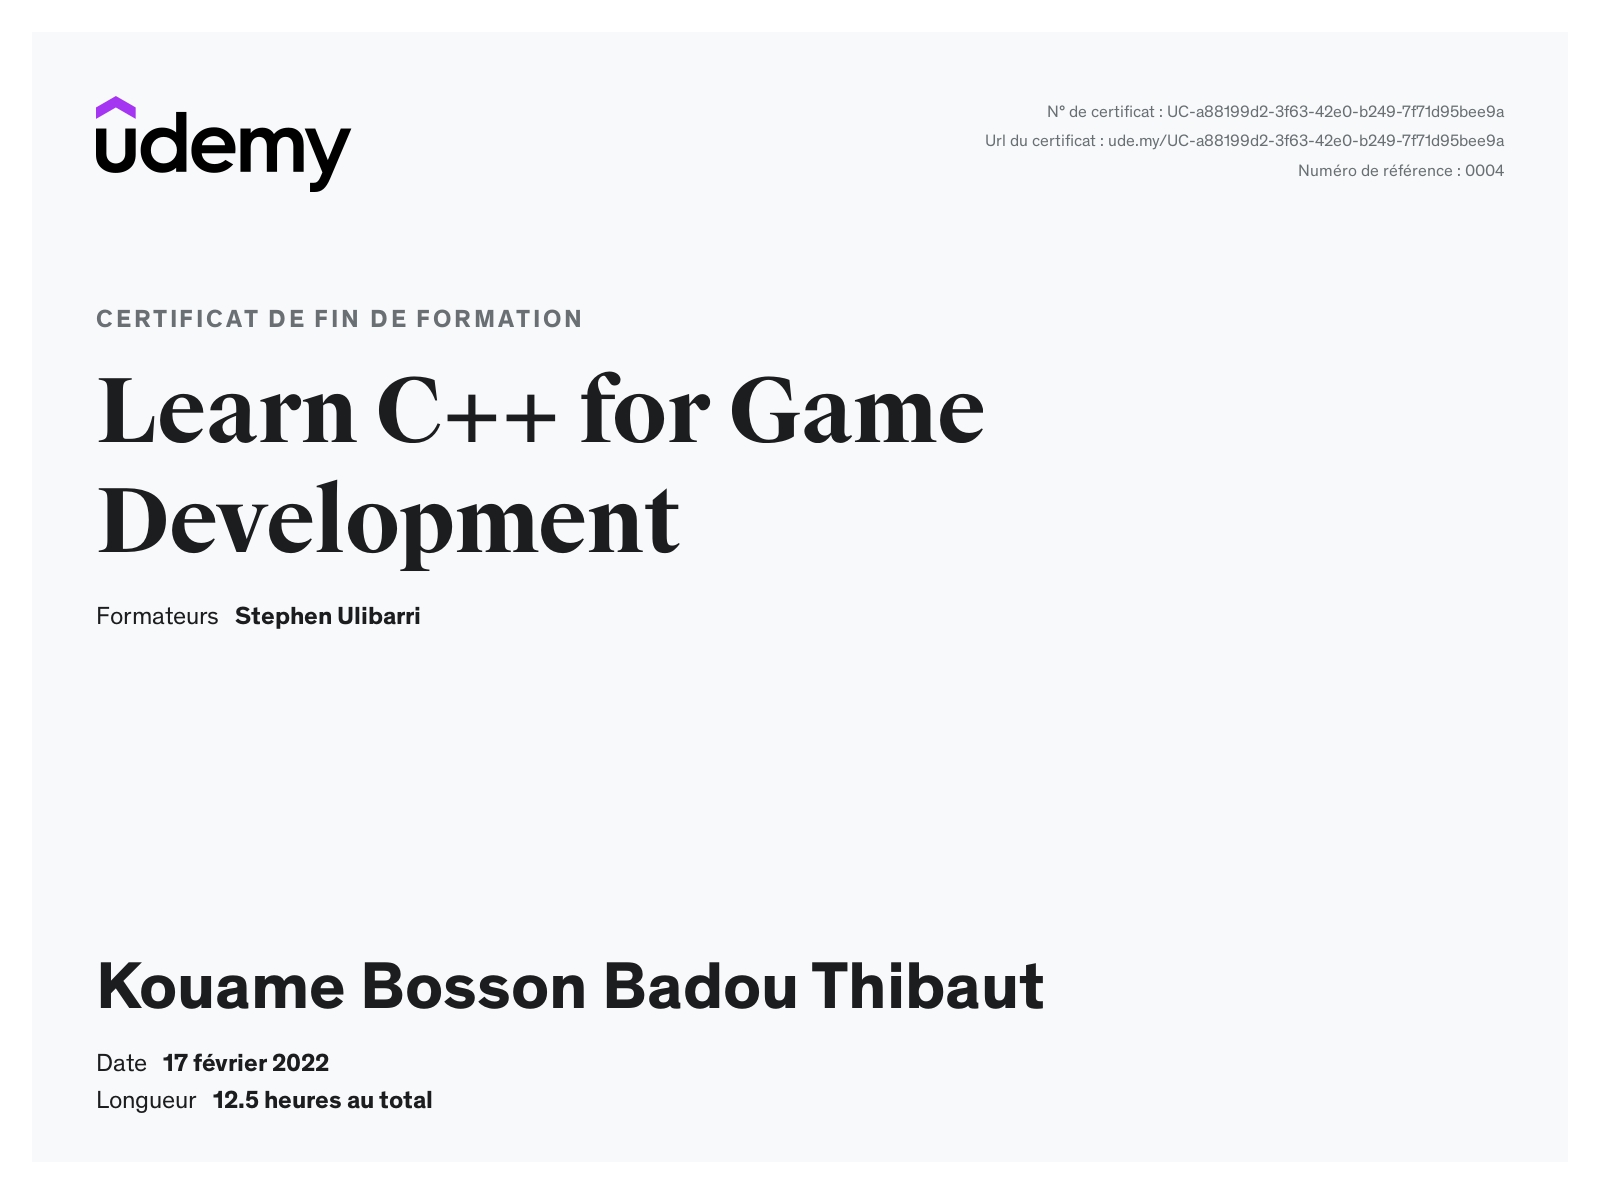 udemy
N° de certificat : UC-a88199d2-3f63-42e0-b249-7f71d95bee9a
Url du certificat : ude.my/UC-a88199d2-3f63-42e0-b249-7f71d95bee9a
Numéro de référence : 0004
CERTIFICAT DE FIN DE FORMATION
Learn C++ for Game
Development
Formateurs Stephen Ulibarri
Kouame Bosson Badou Thibaut
Date 17 février 2022
Longueur 12.5 heures au total